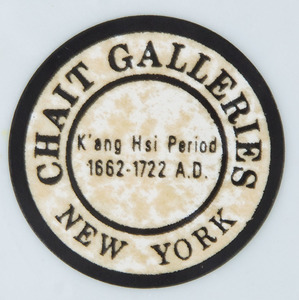 CHAIT GALLERIES
K'ang Hsi Period
1662-1722 A.D.
NEW YORK